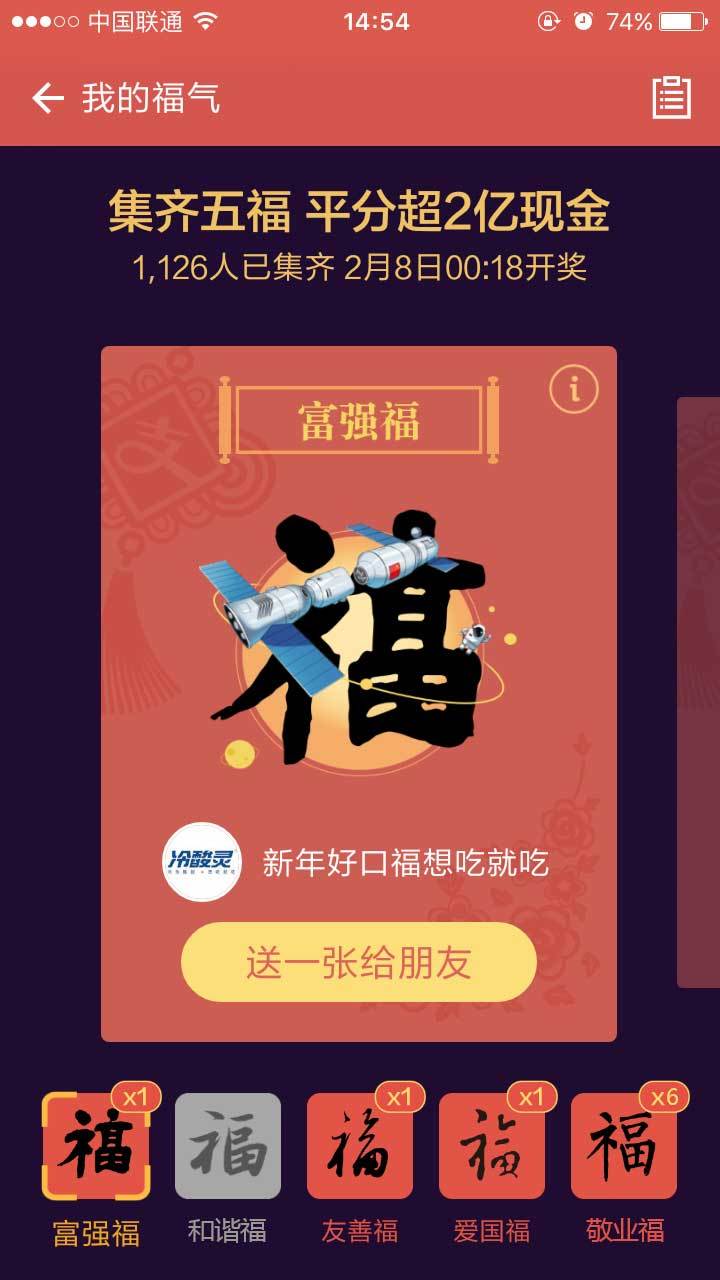 中国联通
14:54
74%
我的福气
集齐五福 平分超2亿现金
1,126人已集齐 2月8日00:18开奖
富强福
福
冷酸灵
新年好口福想吃就吃
送一张给朋友
x1 x1 x1 x6
福 福 福 福 福
富强福 和谐福 友善福 爱国福 敬业福